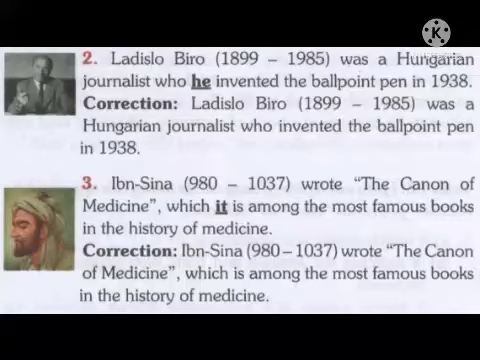 K
KINEMASTER
2. Ladislo Biro (1899 – 1985) was a Hungarian
journalist who he invented the ballpoint pen in 1938.
Correction: Ladislo Biro (1899 – 1985) was a
Hungarian journalist who invented the ballpoint pen
in 1938.
3. Ibn-Sina (980 – 1037) wrote “The Canon of
Medicine”, which it is among the most famous books
in the history of medicine.
Correction: Ibn-Sina (980 – 1037) wrote “The Canon
of Medicine”, which is among the most famous books
in the history of medicine.